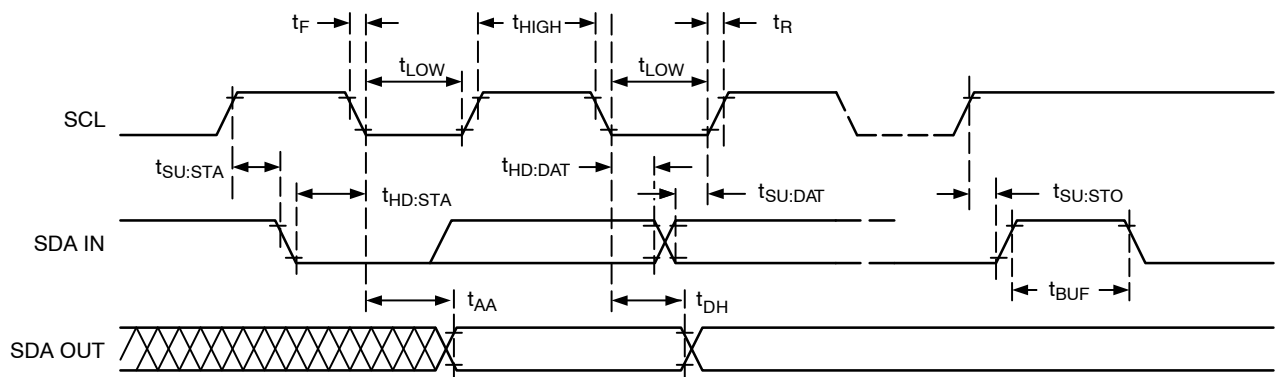 tF
tHIGH
tR
tLOW
tLOW
SCL
tSU:STA
tHD:DAT
tHD:STA
tSU:DAT
tSU:STO
SDA IN
tBUF
tAA
tDH
SDA OUT